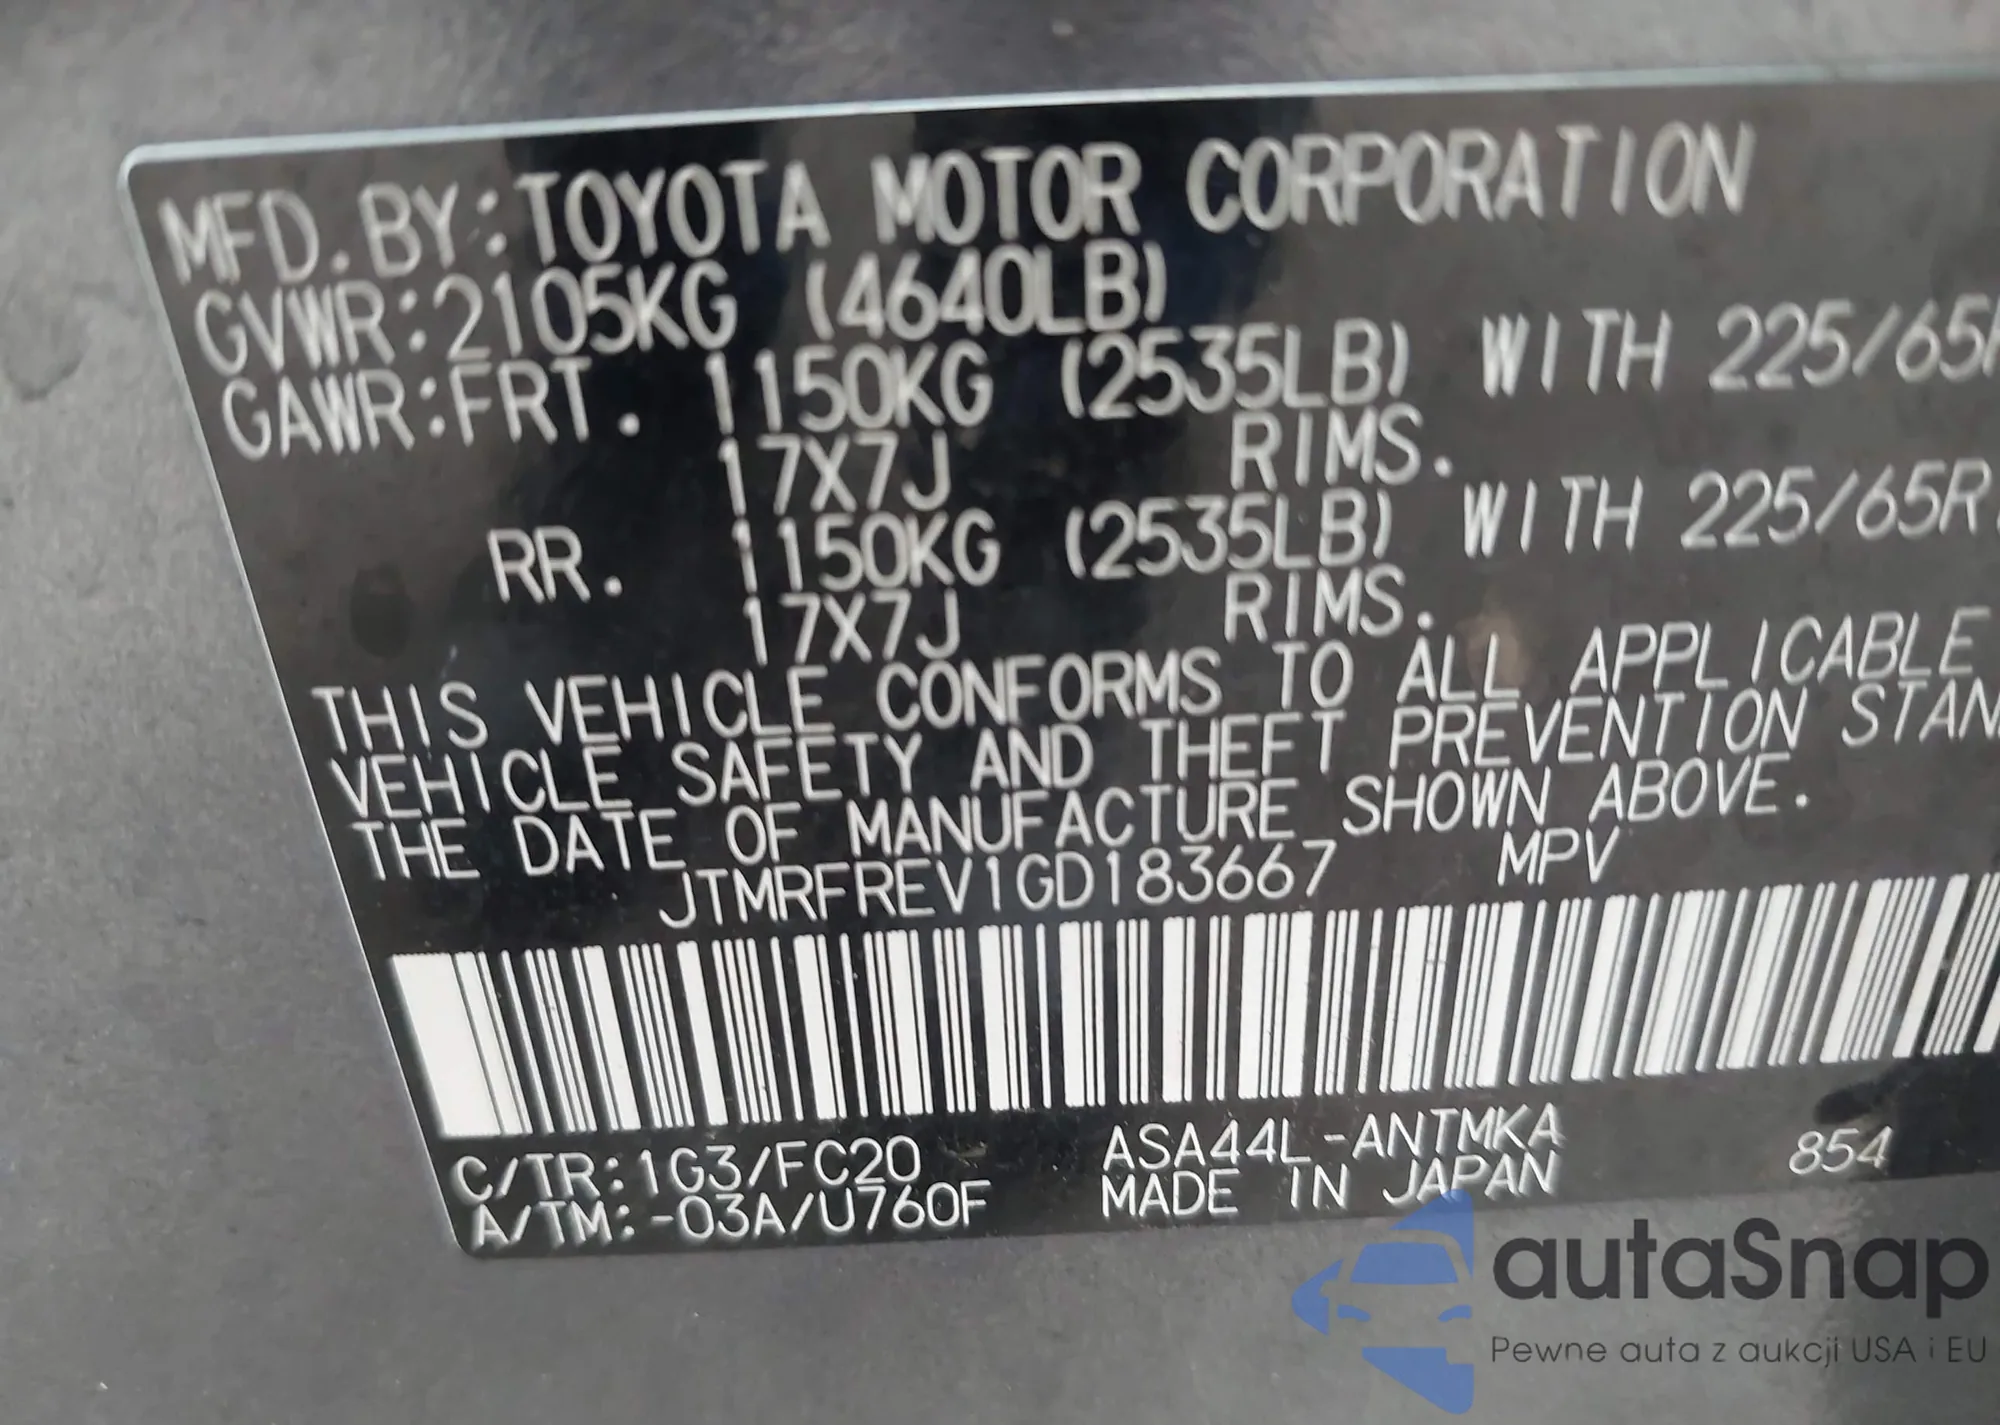 MFD.BY:TOYOTA MOTOR CORPORATION
GVWR:2105KG (4640LB)
GAWR:FRT. 1150KG (2535LB) WITH 225/65R
17X7J RIMS.
RR. 1150KG (2535LB) WITH 225/65R
17X7J RIMS.
THIS VEHICLE CONFORMS TO ALL APPLICABLE
VEHICLE SAFETY AND THEFT PREVENTION STAN
THE DATE OF MANUFACTURE SHOWN ABOVE.
JTMRFREV1GD183667 MPV
C/TR:1G3/FC20 ASA44L-ANTMKA 854
A/TM:-03A/U760F MADE IN JAPAN
autaSnap
Pewne auta z aukcji USA i EU